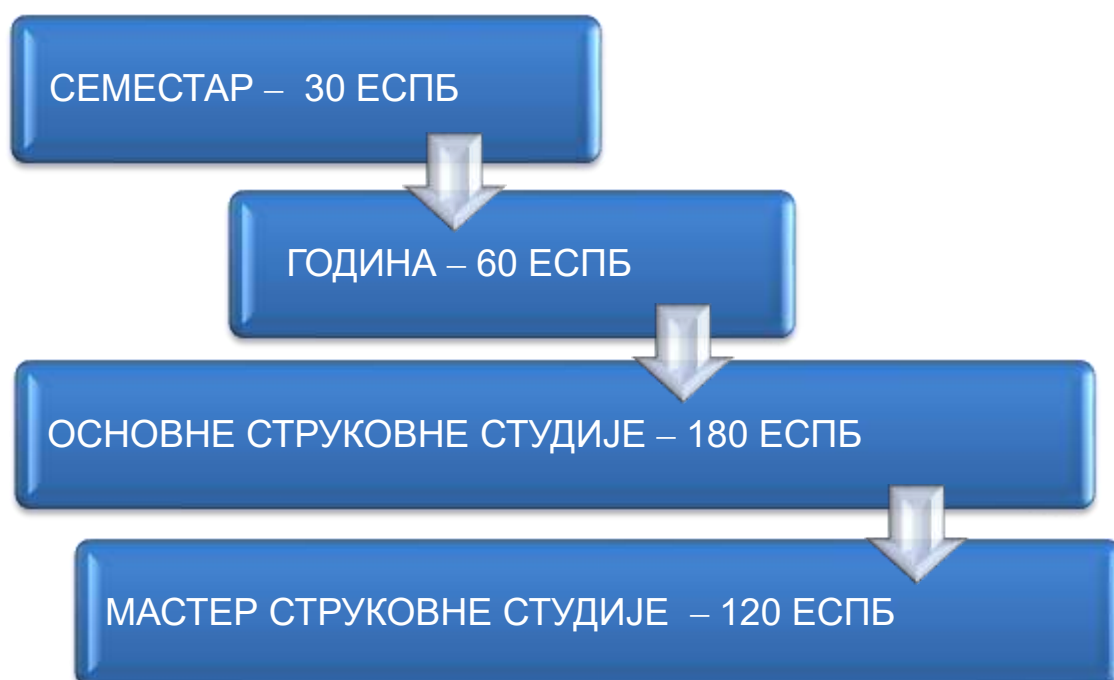 СЕМЕСТАР – 30 ЕСПБ
ГОДИНА – 60 ЕСПБ
ОСНОВНЕ СТРУКОВНЕ СТУДИЈЕ – 180 ЕСПБ
МАСТЕР СТРУКОВНЕ СТУДИЈЕ – 120 ЕСПБ